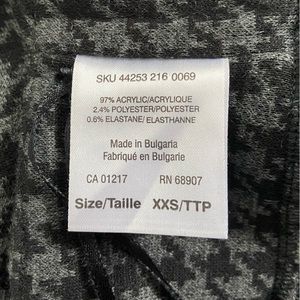 SKU 44253 216 0069
97% ACRYLIC/ACRYLIQUE
2.4% POLYESTER/POLYESTER
0.6% ELASTANE/ ELASTHANNE
Made in Bulgaria
Fabriqué en Bulgarie
CA 01217 RN 68907
Size/Taille XXS/TTP